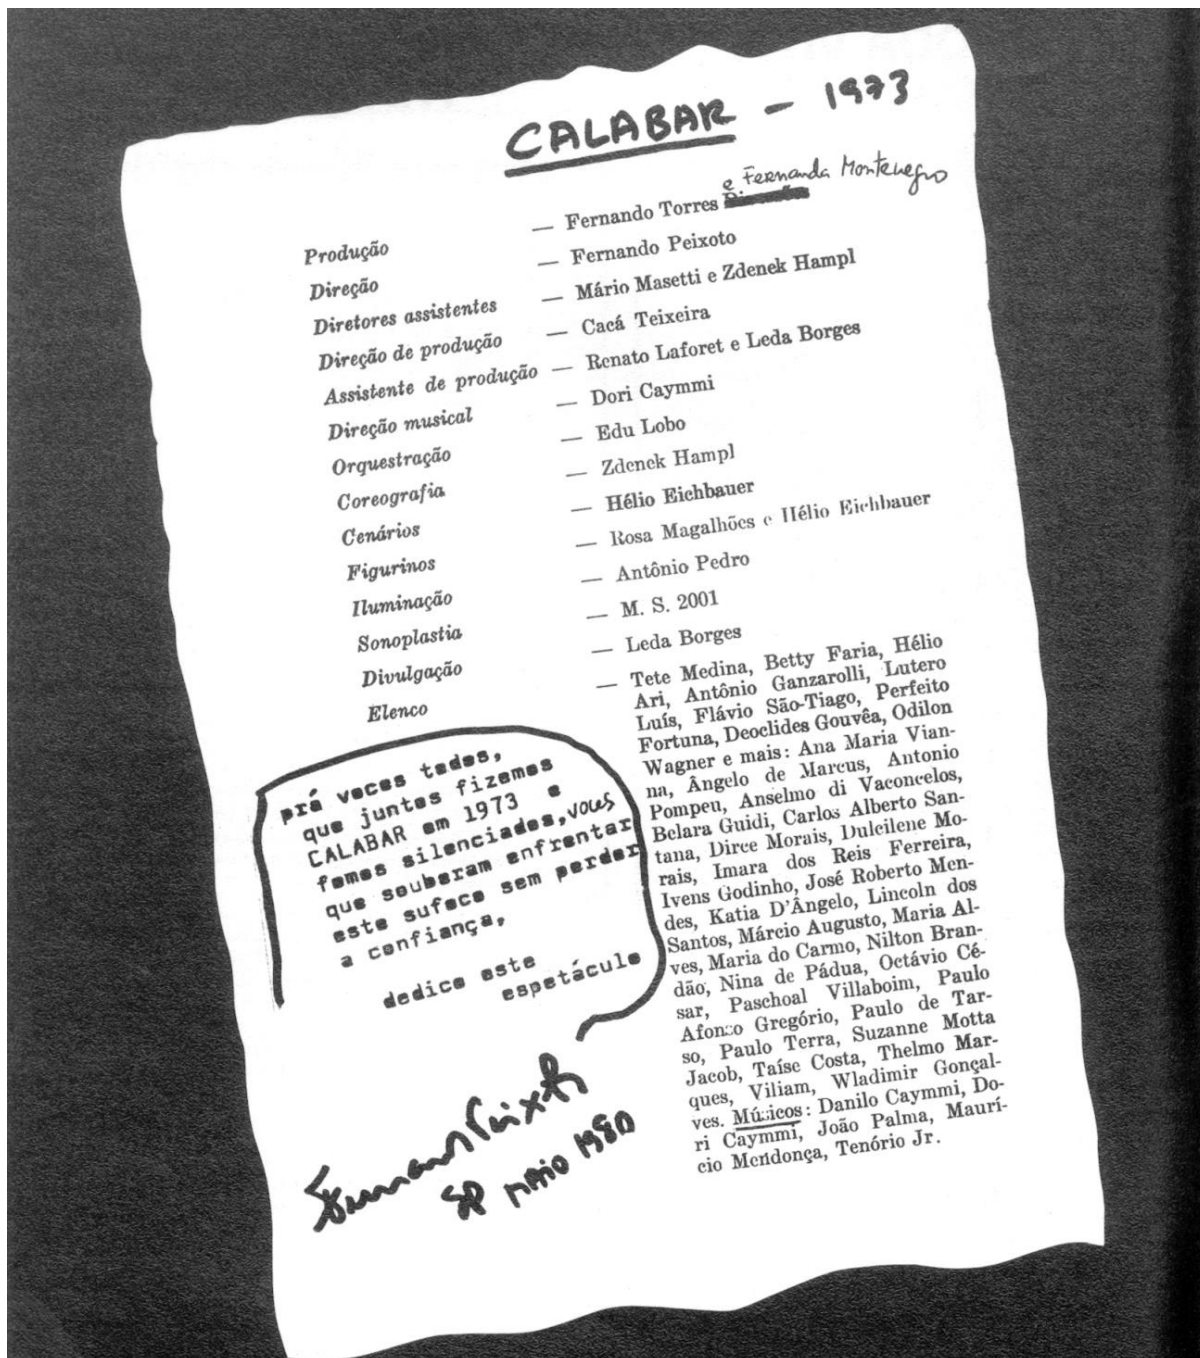 CALABAR - 1973
e Fernanda Montenegro
Produção — Fernando Torres
Direção — Fernando Peixoto
Diretores assistentes — Mário Masetti e Zdenek Hampl
Direção de produção — Cacá Teixeira
Assistente de produção — Renato Laforet e Leda Borges
Direção musical — Dori Caymmi
Orquestração — Edu Lobo
Coreografia — Zdenek Hampl
Cenários — Hélio Eichbauer
Figurinos — Rosa Magalhões e Hélio Eichbauer
Iluminação — Antônio Pedro
Sonoplastia — M. S. 2001
Divulgação — Leda Borges
Elenco — Tete Medina, Betty Faria, Hélio
Ari, Antônio Ganzarolli, Lutero
Luís, Flávio São-Tiago, Perfeito
Fortuna, Deoclides Gouvêa, Odilon
Wagner e mais: Ana Maria Vian-
na, Ângelo de Marcus, Antonio
Pompeu, Anselmo di Vaconcelos,
Belara Guidi, Carlos Alberto San-
tana, Dirce Morais, Dulcilene Mo-
rais, Imara dos Reis Ferreira,
Ivens Godinho, José Roberto Men-
des, Katia D'Ângelo, Lincoln dos
Santos, Márcio Augusto, Maria Al-
ves, Maria do Carmo, Nilton Bran-
dão, Nina de Pádua, Octávio Cé-
sar, Paschoal Villaboim, Paulo
Afonso Gregório, Paulo de Tar-
so, Paulo Terra, Suzanne Motta
Jacob, Taíse Costa, Thelmo Mar-
ques, Viliam, Wladimir Gonçal-
ves. Músicos: Danilo Caymmi, Do-
ri Caymmi, João Palma, Maurí-
cio Mendonça, Tenório Jr.
prá voces todos,
que juntos fizemos
CALABAR em 1973 e
fomos silenciados, voces
que souberam enfrentar
este sufoco sem perder
a confiança,
dedico este
espetáculo
Fernando Peixoto
SP MAIO 1980